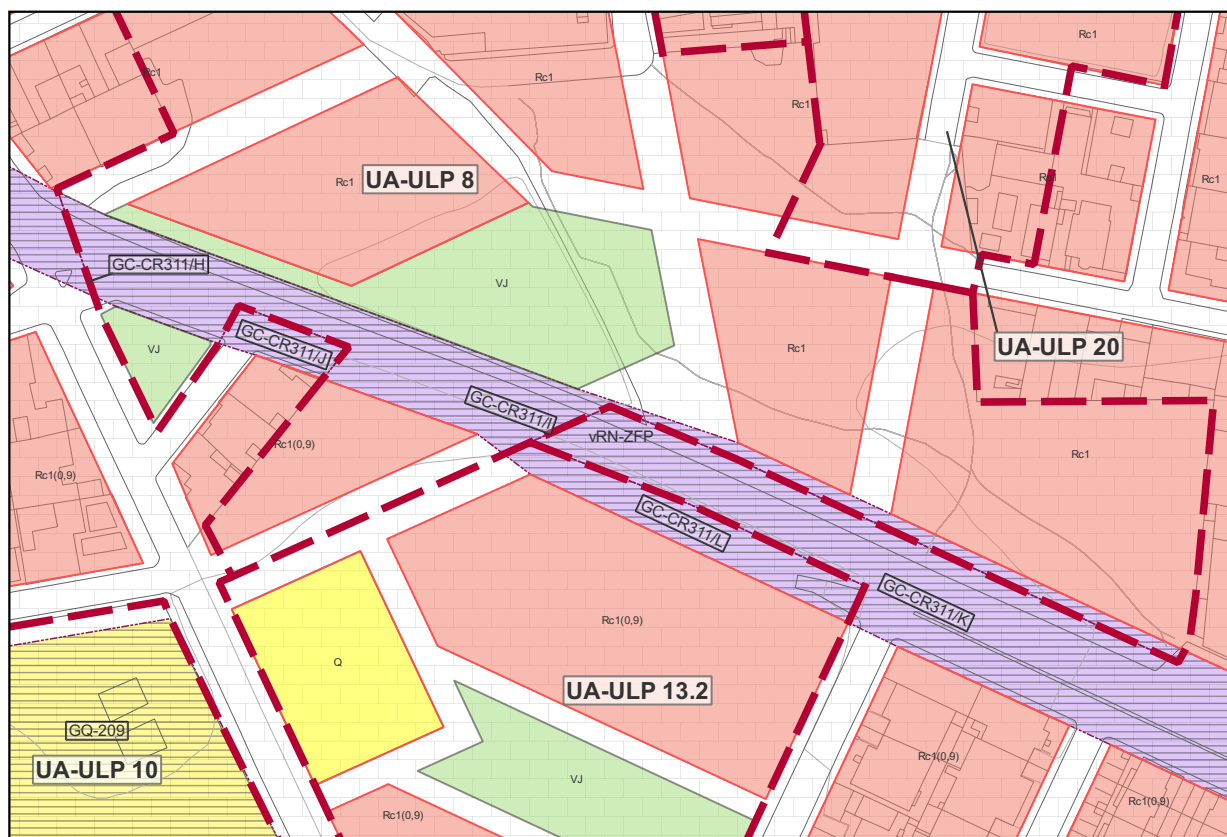 Rc1
Rc1
Rc1
Rc1
Rc1
Rc1
Rc1
UA-ULP 8
GC-CR311/H
VJ
VJ
GC-CR311/J
Rc1
UA-ULP 20
GC-CR311/I
vRN-ZFP
Rc1(0,9)
Rc1(0,9)
Rc1
GC-CR311/L
GC-CR311/K
Rc1(0,9)
Q
UA-ULP 13.2
GQ-209
UA-ULP 10
VJ
Rc1(0,9)
Rc1(0,9)
Rc1(0,9)